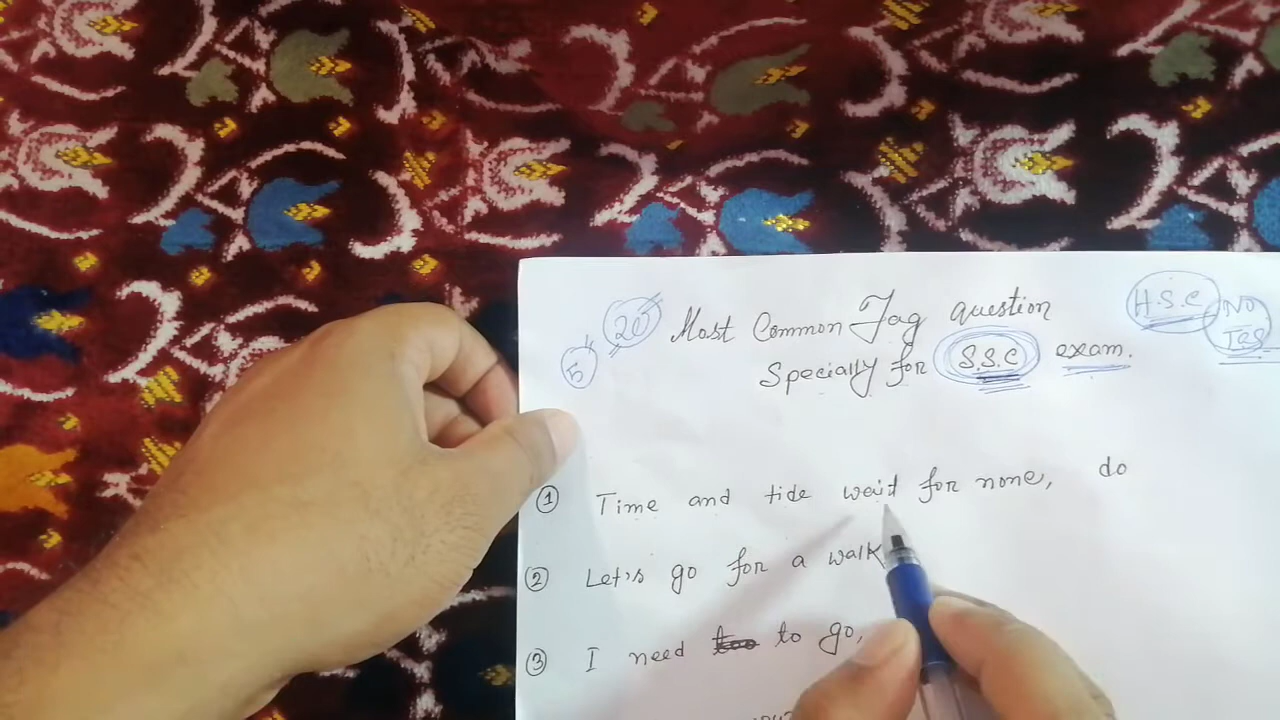 20 Most Common Tag question H.S.C No
5 Specially for S.S.C exam.
① Time and tide wait for none, do
② Let's go for a walk
③ I need to go,